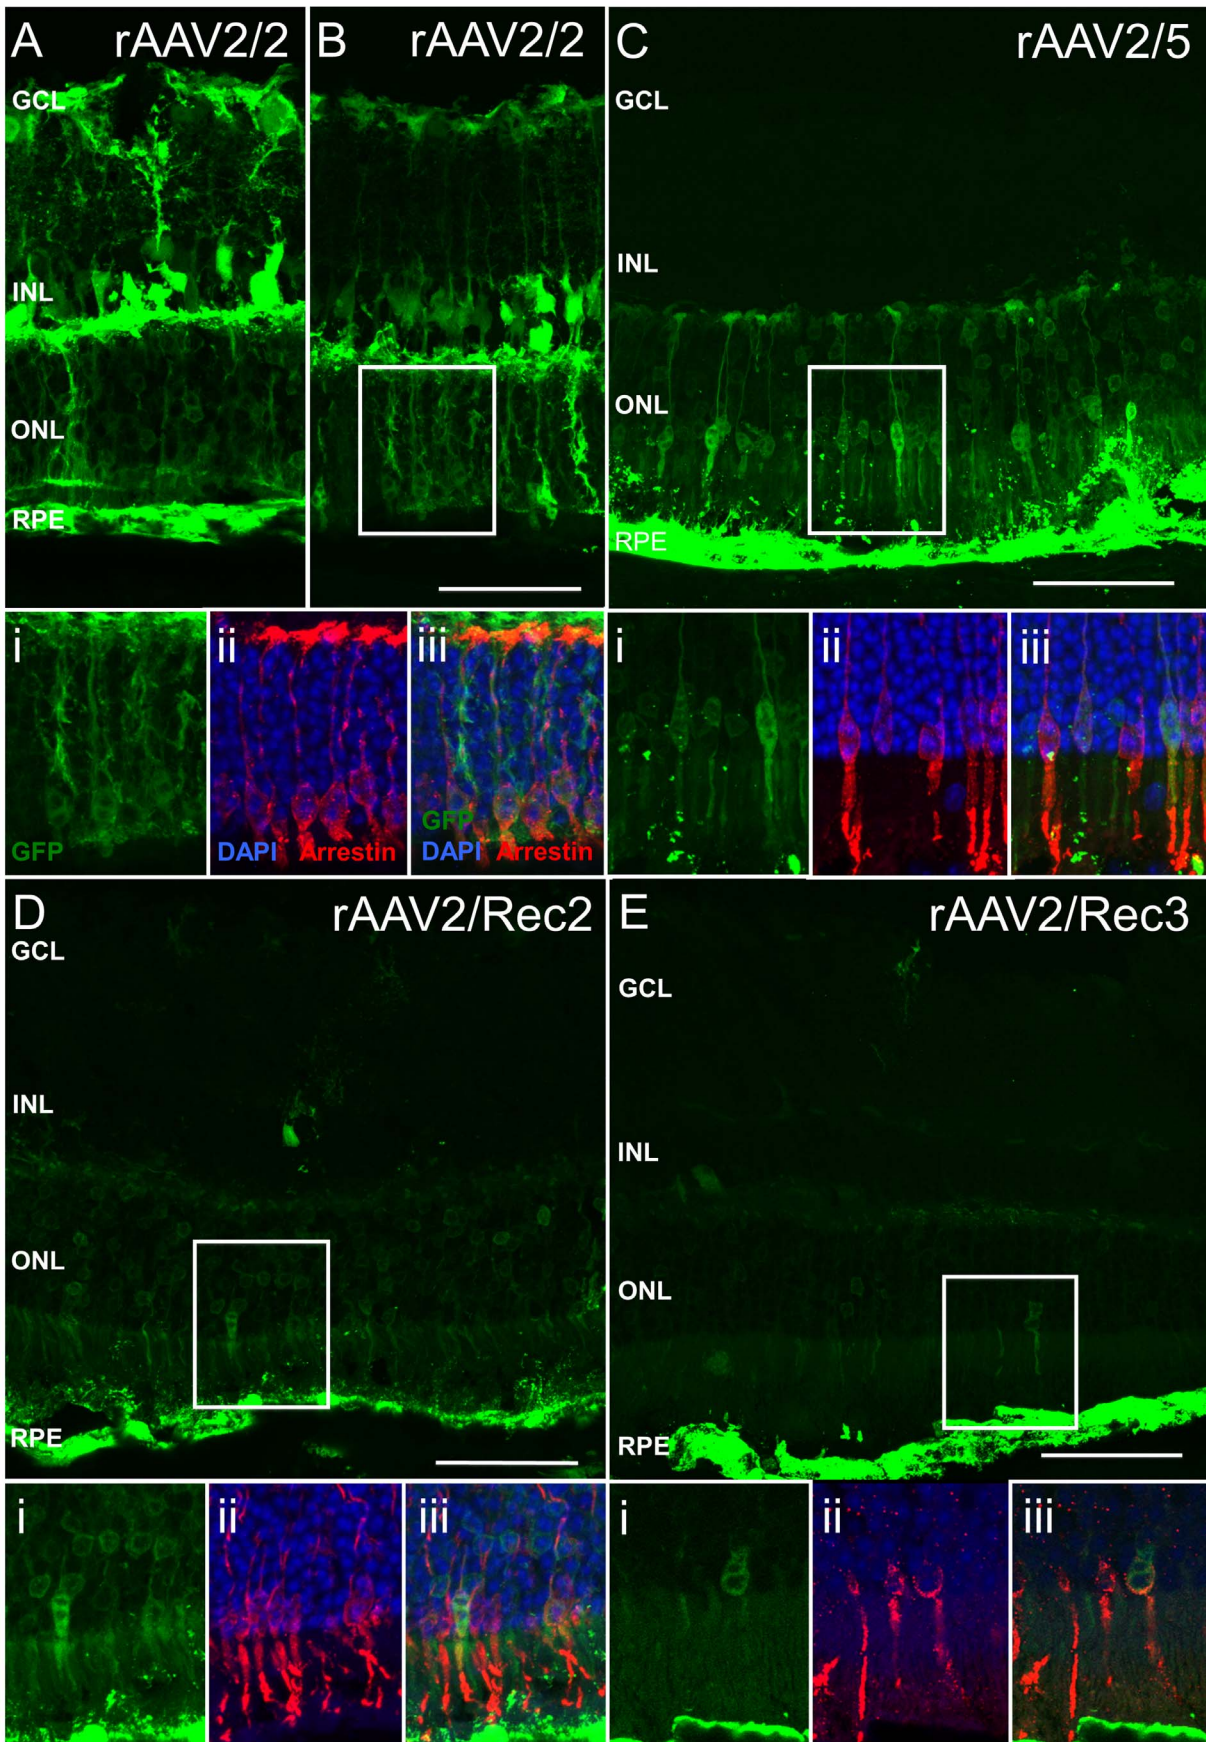 A rAAV2/2
B rAAV2/2
C rAAV2/5
GCL
INL
ONL
RPE
GCL
INL
ONL
RPE
i
GFP
ii
DAPI Arrestin
iii
GFP
DAPI Arrestin
i
ii
iii
D rAAV2/Rec2
GCL
INL
ONL
RPE
E rAAV2/Rec3
GCL
INL
ONL
RPE
i
ii
iii
i
ii
iii